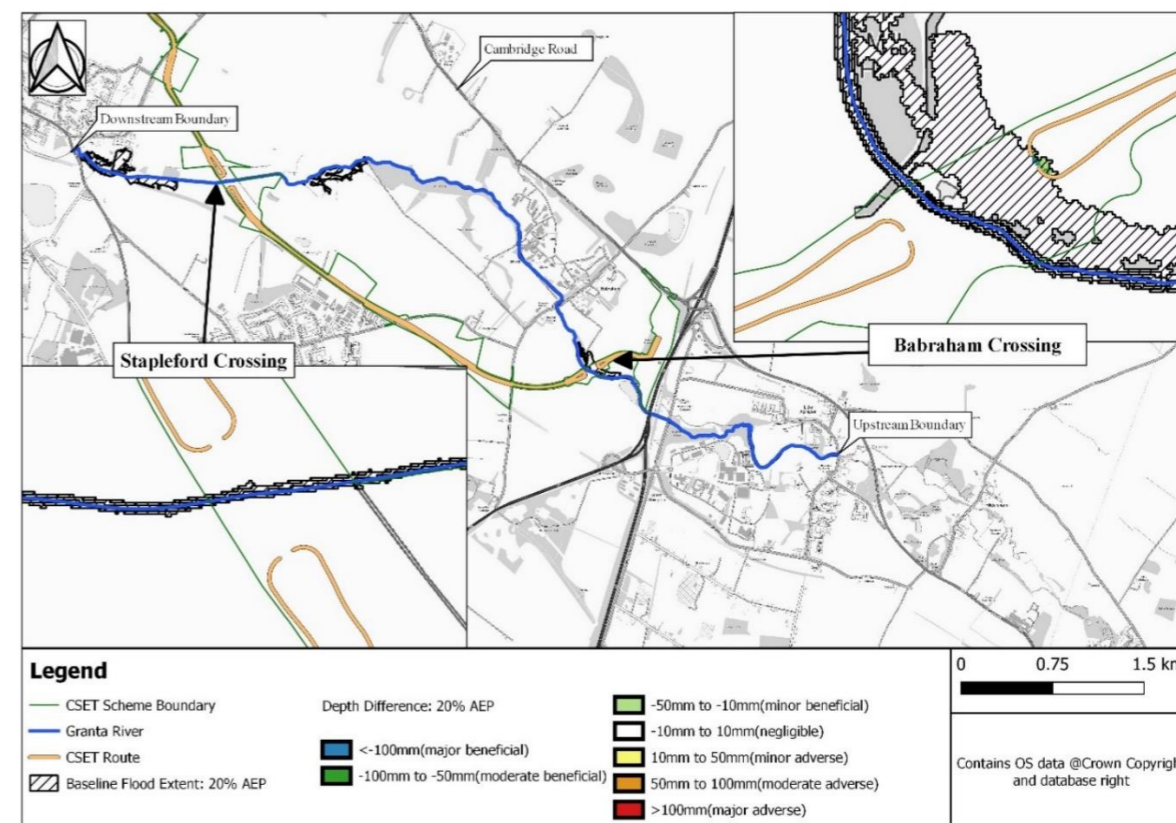 Cambridge Road
Downstream Boundary
Stapleford Crossing
Babraham Crossing
Upstream Boundary
Legend
CSET Scheme Boundary
Granta River
CSET Route
Baseline Flood Extent: 20% AEP
Depth Difference: 20% AEP
<-100mm(major beneficial)
-100mm to -50mm(moderate beneficial)
-50mm to -10mm(minor beneficial)
-10mm to 10mm(negligible)
10mm to 50mm(minor adverse)
50mm to 100mm(moderate adverse)
>100mm(major adverse)
0 0.75 1.5 km
Contains OS data @Crown Copyrigh
and database right